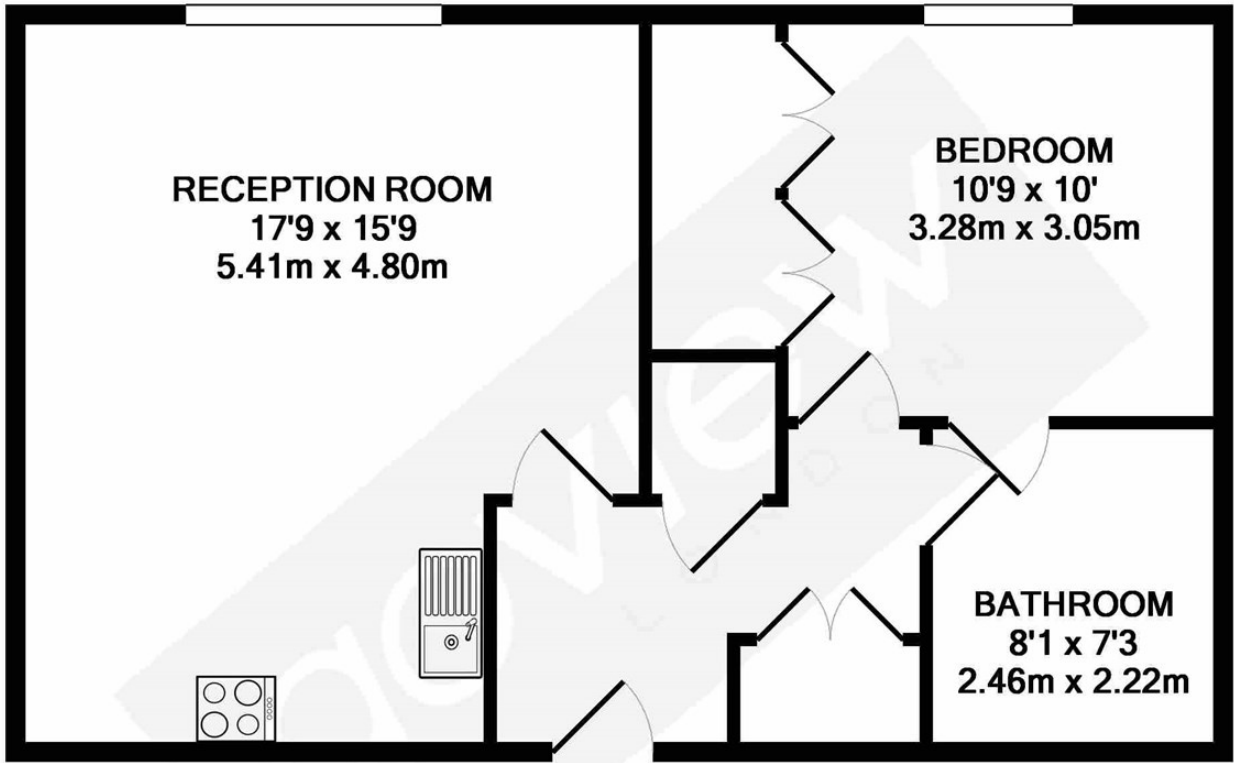 RECEPTION ROOM
17'9 x 15'9
5.41m x 4.80m
BEDROOM
10'9 x 10'
3.28m x 3.05m
BATHROOM
8'1 x 7'3
2.46m x 2.22m
LONDON